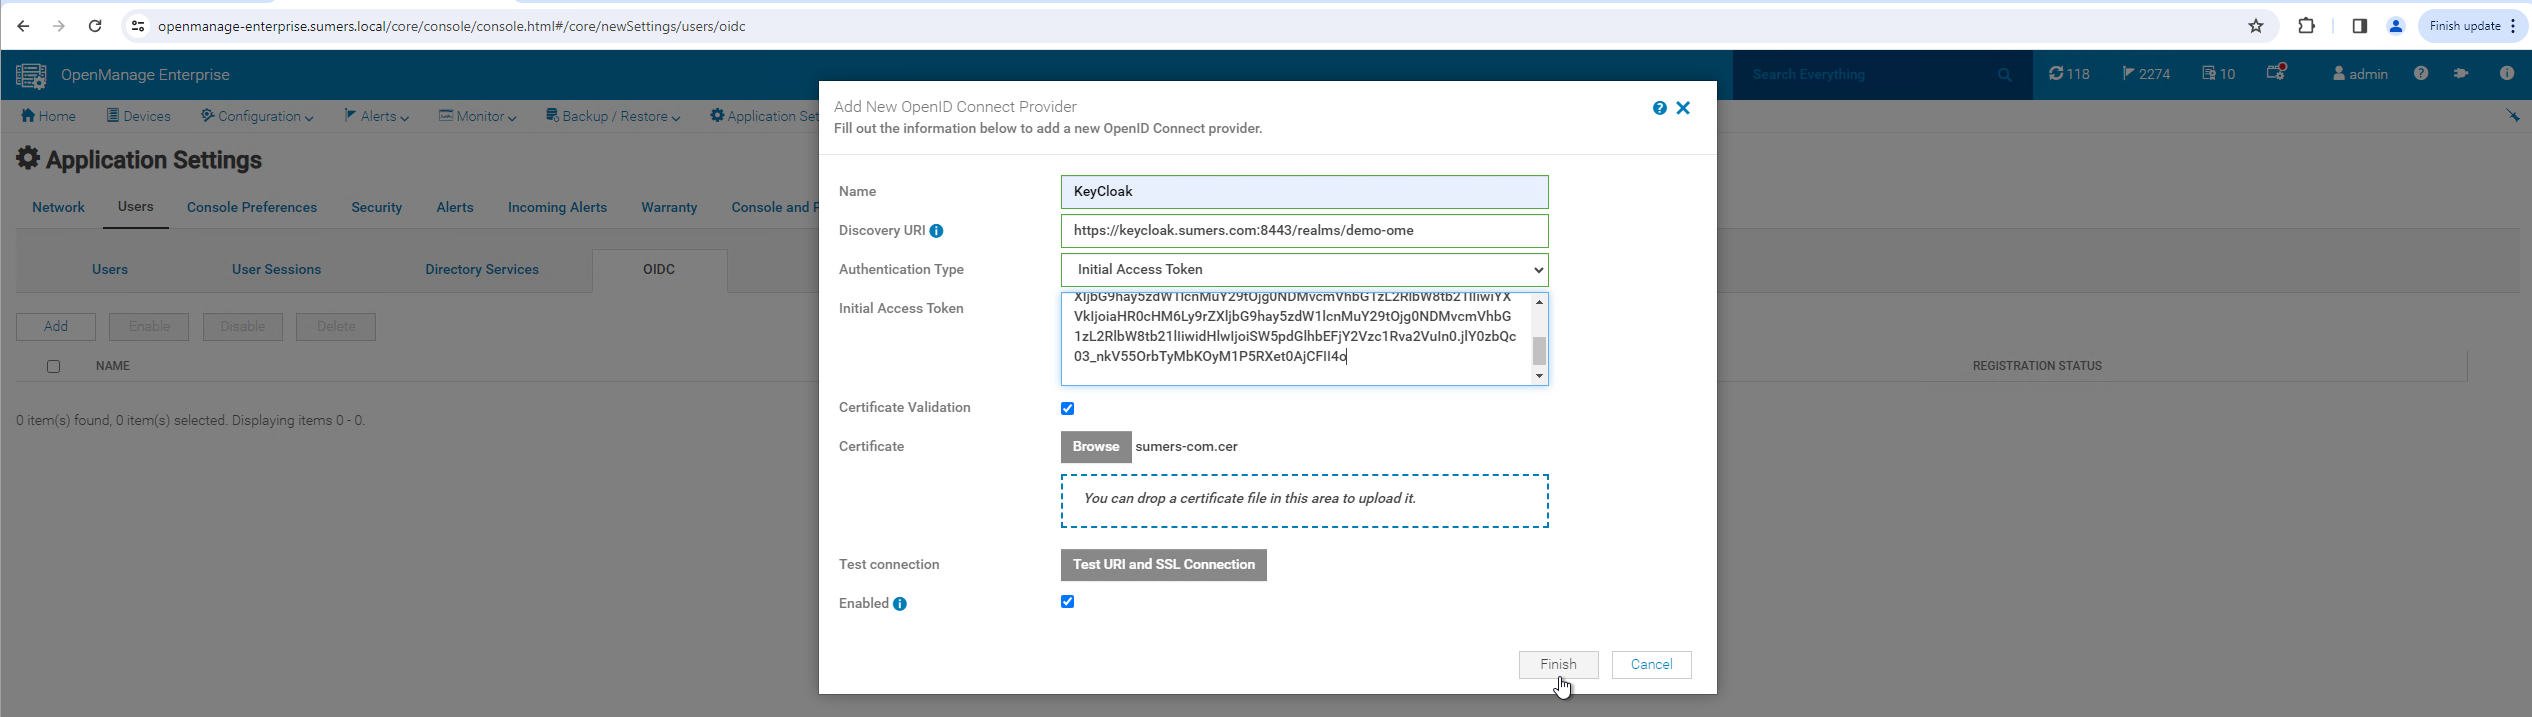 openmanage-enterprise.sumers.local/core/console/console.html#/core/newSettings/users/oidc
Finish update
OpenManage Enterprise
Search Everything
118
2274
10
admin
Home
Devices
Configuration
Alerts
Monitor
Backup / Restore
Application Set
Application Settings
Network
Users
Console Preferences
Security
Alerts
Incoming Alerts
Warranty
Console and P
Users
User Sessions
Directory Services
OIDC
Add
Enable
Disable
Delete
NAME
REGISTRATION STATUS
0 item(s) found, 0 item(s) selected. Displaying items 0 - 0.
Add New OpenID Connect Provider
Fill out the information below to add a new OpenID Connect provider.
Name
KeyCloak
Discovery URI
https://keycloak.sumers.com:8443/realms/demo-ome
Authentication Type
Initial Access Token
Initial Access Token
VkIjoiaHR0cHM6Ly9rZXljbG9hay5zdW1lcnMuY29tOjg0NDMvcmVhbG
1zL2RlbW8tb21lIiwidHlwIjoiSW5pdGlhbEFjY2Vzc1Rva2VuIn0.jlY0zbQc
03_nkV55OrbTyMbKOyM1P5RXet0AjCFII4o
Certificate Validation
Certificate
Browse
sumers-com.cer
You can drop a certificate file in this area to upload it.
Test connection
Test URI and SSL Connection
Enabled
Finish
Cancel